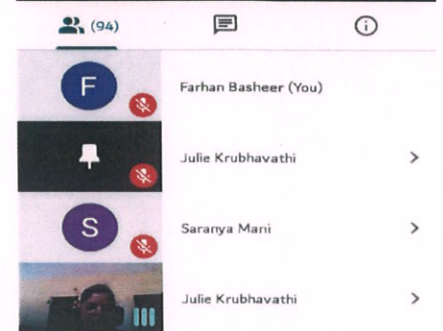 (94)
F
Farhan Basheer (You)
Julie Krubhavathi
S
Saranya Mani
Julie Krubhavathi